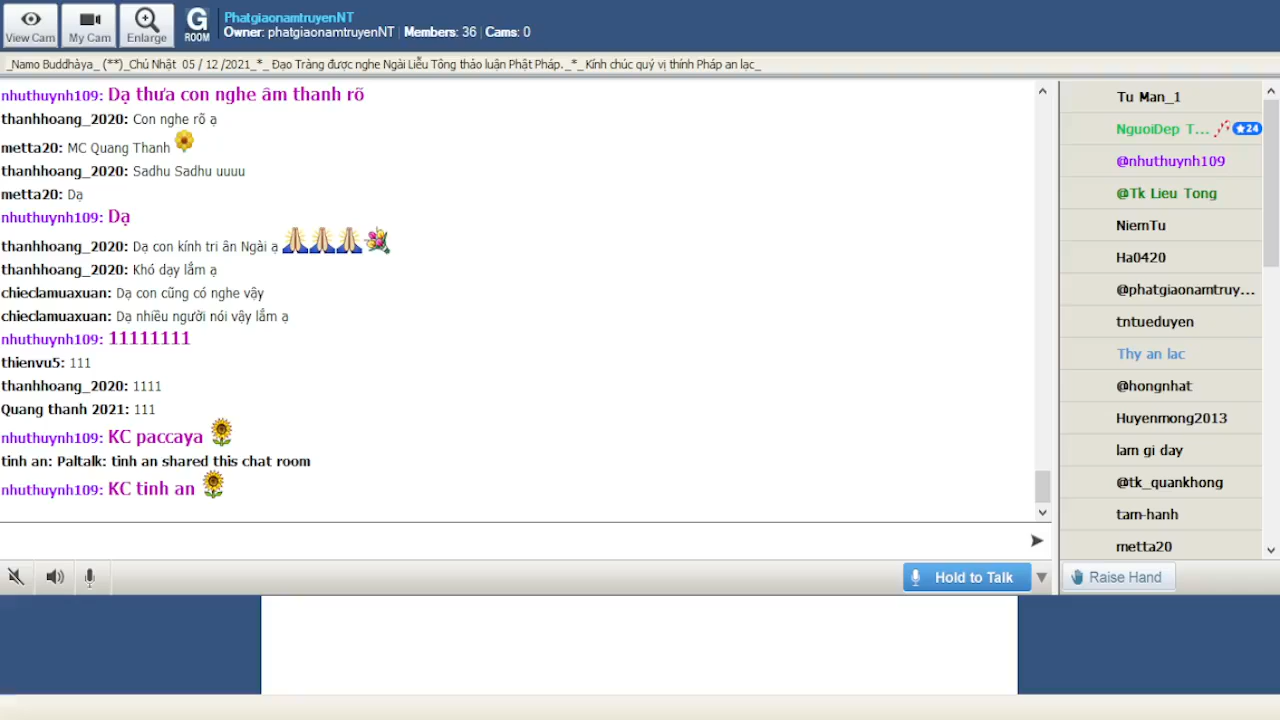 View Cam
My Cam
Enlarge
G
ROOM
PhatgiaonamtruyenNT
Owner: phatgiaonamtruyenNT | Members: 36 | Cams: 0
_Namo Buddhàya_ (**)_Chủ Nhật 05 / 12 /2021_*_ Đạo Tràng được nghe Ngài Liễu Tông thảo luận Phật Pháp._*_Kính chúc quý vị thính Pháp an lạc_
nhuthuynh109: Dạ thưa con nghe âm thanh rõ
thanhhoang_2020: Con nghe rõ ạ
metta20: MC Quang Thanh
thanhhoang_2020: Sadhu Sadhu uuuu
metta20: Dạ
nhuthuynh109: Dạ
thanhhoang_2020: Dạ con kính tri ân Ngài ạ
thanhhoang_2020: Khó dạy lắm ạ
chieclamuaxuan: Dạ con cũng có nghe vậy
chieclamuaxuan: Dạ nhiều người nói vậy lắm ạ
nhuthuynh109: 11111111
thienvu5: 111
thanhhoang_2020: 1111
Quang thanh 2021: 111
nhuthuynh109: KC paccaya
tinh an: Paltalk: tinh an shared this chat room
nhuthuynh109: KC tinh an
Tu Man_1
NguoiDep T... 24
@nhuthuynh109
@Tk Lieu Tong
NiemTu
Ha0420
@phatgiaonamtruy...
tntueduyen
Thy an lac
@hongnhat
Huyenmong2013
lam gi day
@tk_quankhong
tam-hanh
metta20
Hold to Talk
Raise Hand